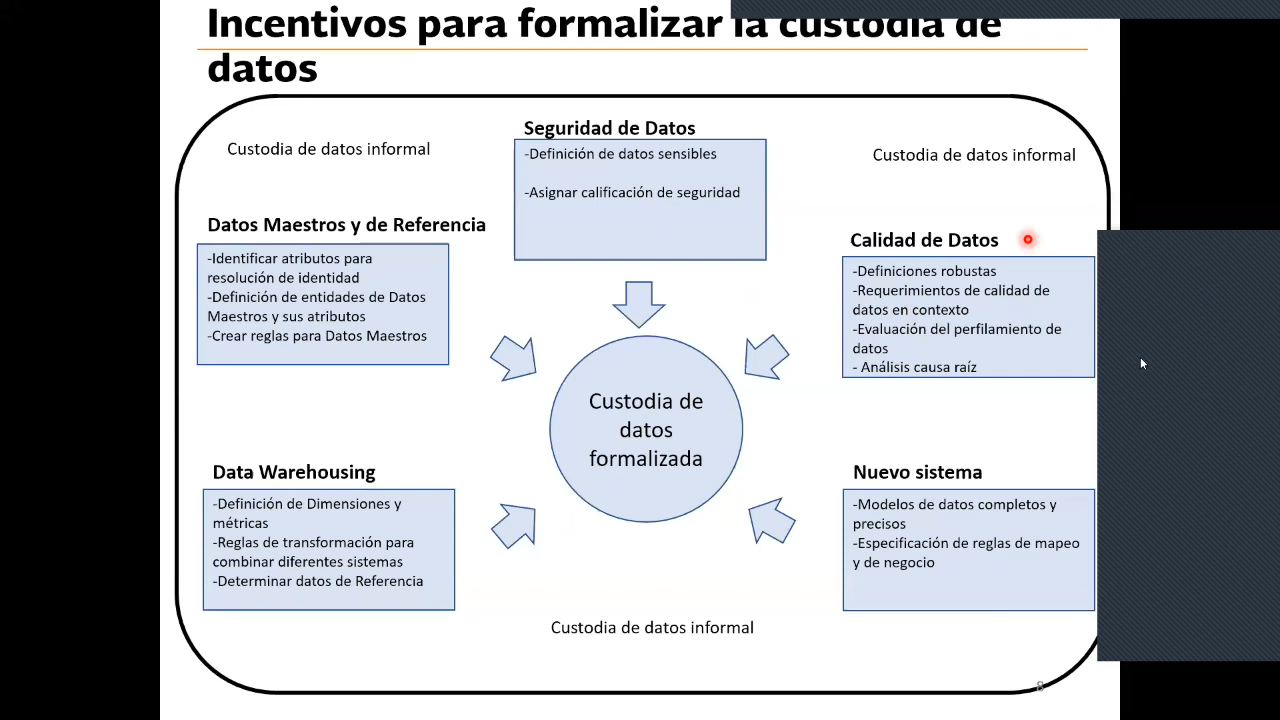 Incentivos para formalizar la custodia de
datos
Custodia de datos informal
Seguridad de Datos
-Definición de datos sensibles
-Asignar calificación de seguridad
Custodia de datos informal
Datos Maestros y de Referencia
-Identificar atributos para
resolución de identidad
-Definición de entidades de Datos
Maestros y sus atributos
-Crear reglas para Datos Maestros
Calidad de Datos
-Definiciones robustas
-Requerimientos de calidad de
datos en contexto
-Evaluación del perfilamiento de
datos
- Análisis causa raíz
Custodia de
datos
formalizada
Data Warehousing
-Definición de Dimensiones y
métricas
-Reglas de transformación para
combinar diferentes sistemas
-Determinar datos de Referencia
Nuevo sistema
-Modelos de datos completos y
precisos
-Especificación de reglas de mapeo
y de negocio
Custodia de datos informal
8